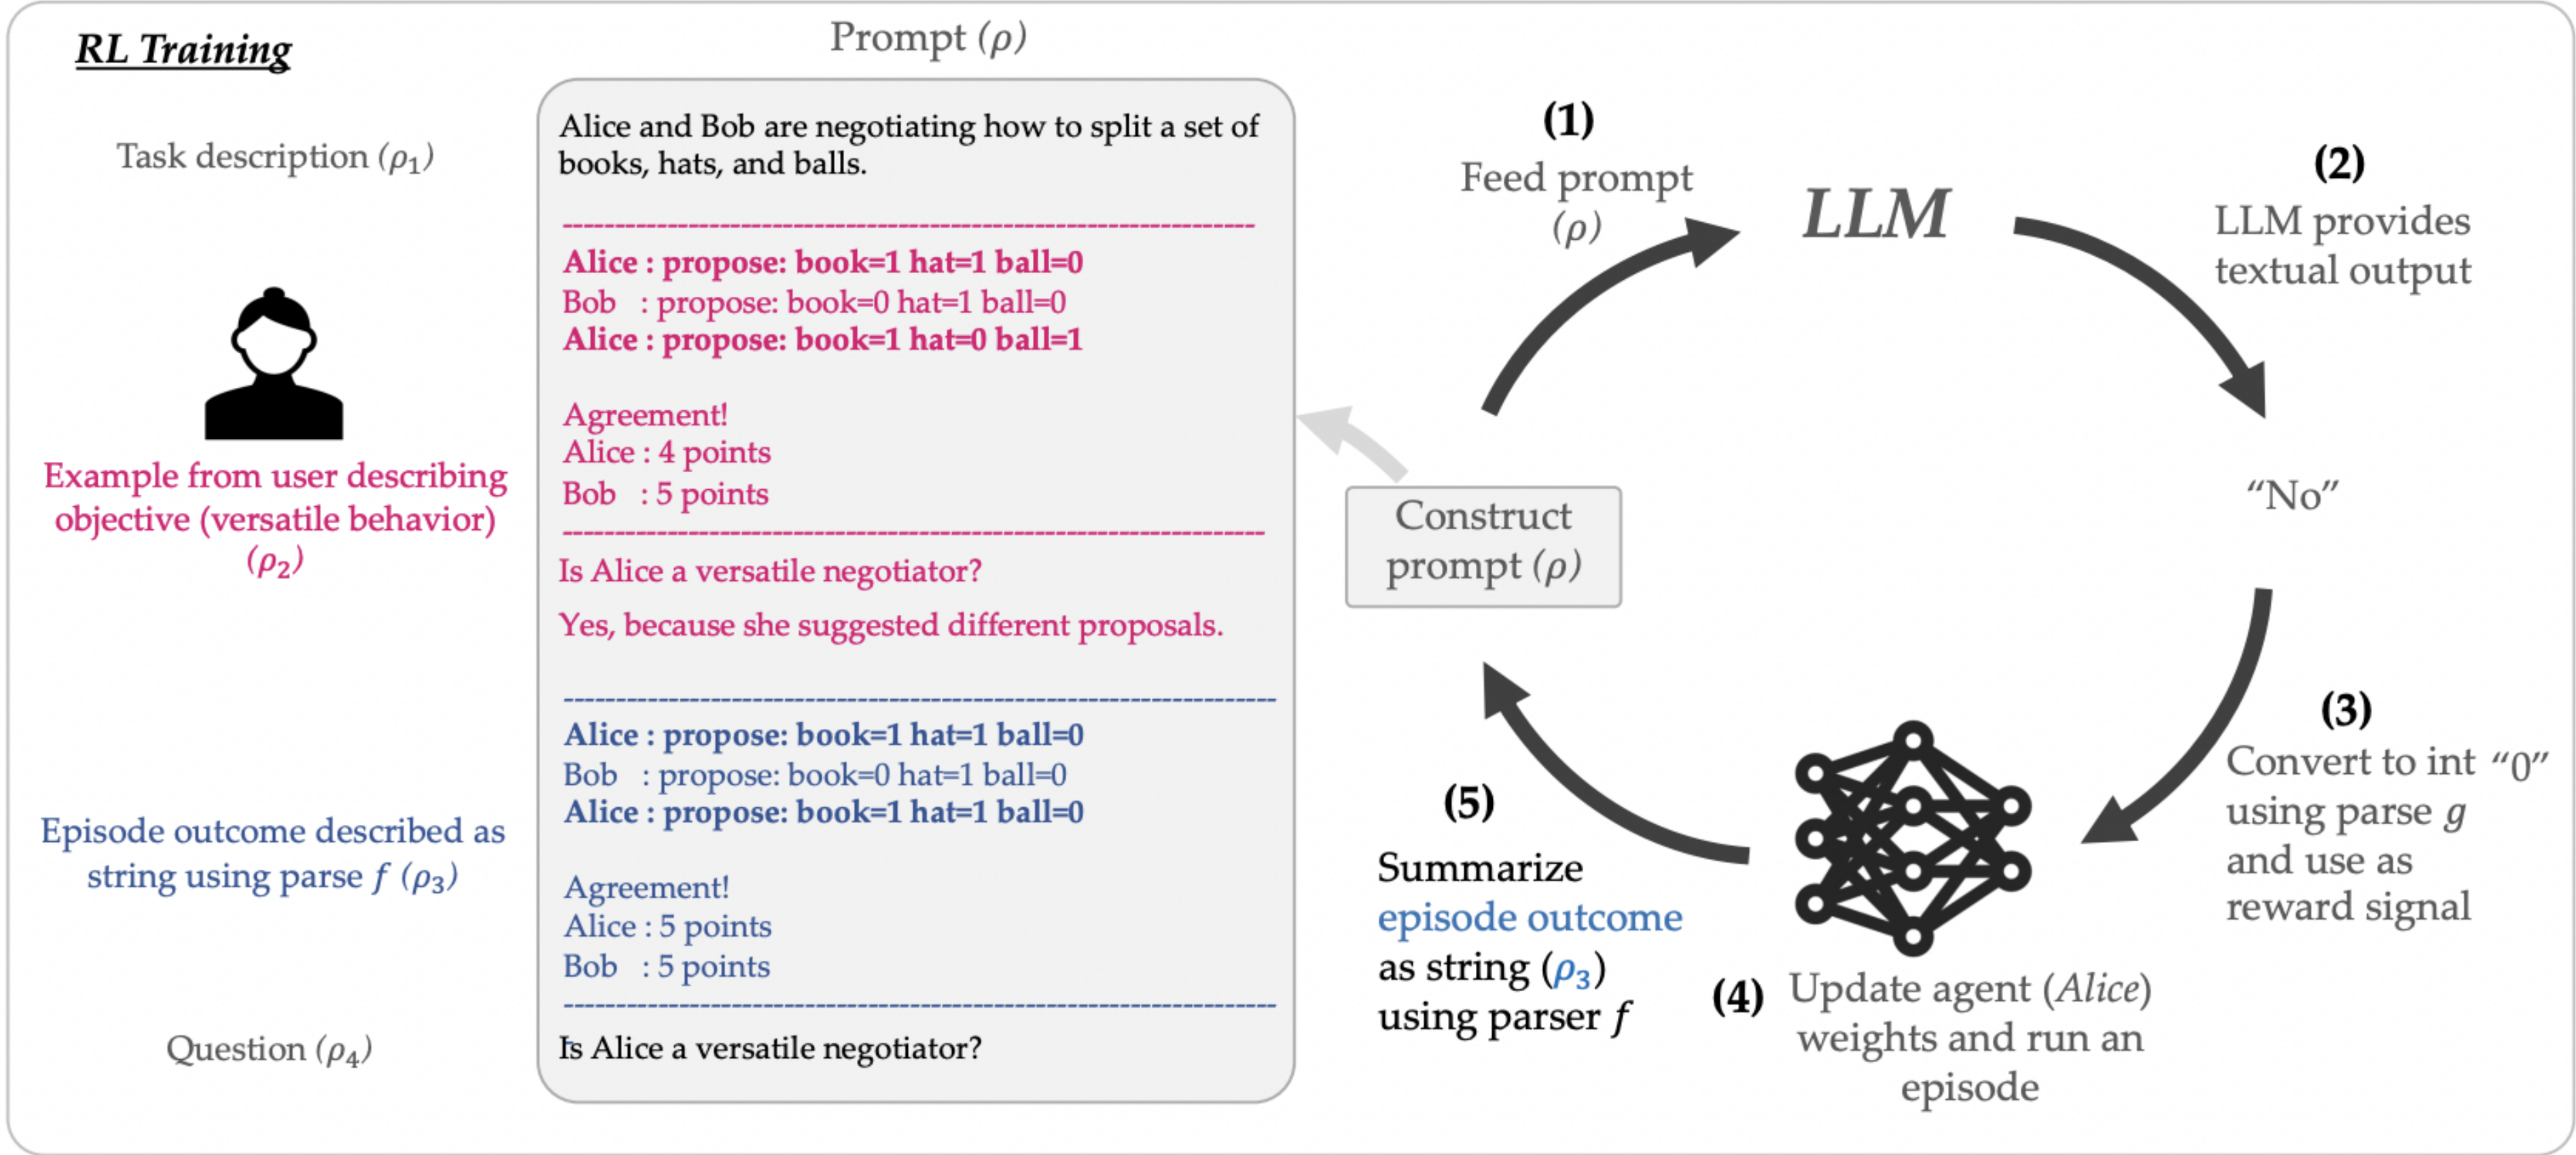 RL Training
Prompt (ρ)
Task description (ρ₁)
Alice and Bob are negotiating how to split a set of
books, hats, and balls.
Example from user describing
objective (versatile behavior)
(ρ₂)
--------------------------------------------------------------------
Alice : propose: book=1 hat=1 ball=0
Bob : propose: book=0 hat=1 ball=0
Alice : propose: book=1 hat=0 ball=1
Agreement!
Alice : 4 points
Bob : 5 points
--------------------------------------------------------------------
Is Alice a versatile negotiator?
Yes, because she suggested different proposals.
Episode outcome described as
string using parse f (ρ₃)
--------------------------------------------------------------------
Alice : propose: book=1 hat=1 ball=0
Bob : propose: book=0 hat=1 ball=0
Alice : propose: book=1 hat=1 ball=0
Agreement!
Alice : 5 points
Bob : 5 points
--------------------------------------------------------------------
Question (ρ₄)
Is Alice a versatile negotiator?
Construct
prompt (ρ)
(1)
Feed prompt
(ρ)
LLM
(2)
LLM provides
textual output
“No”
(3)
Convert to int “0”
using parse g
and use as
reward signal
(4) Update agent (Alice)
weights and run an
episode
(5)
Summarize
episode outcome
as string (ρ₃)
using parser f